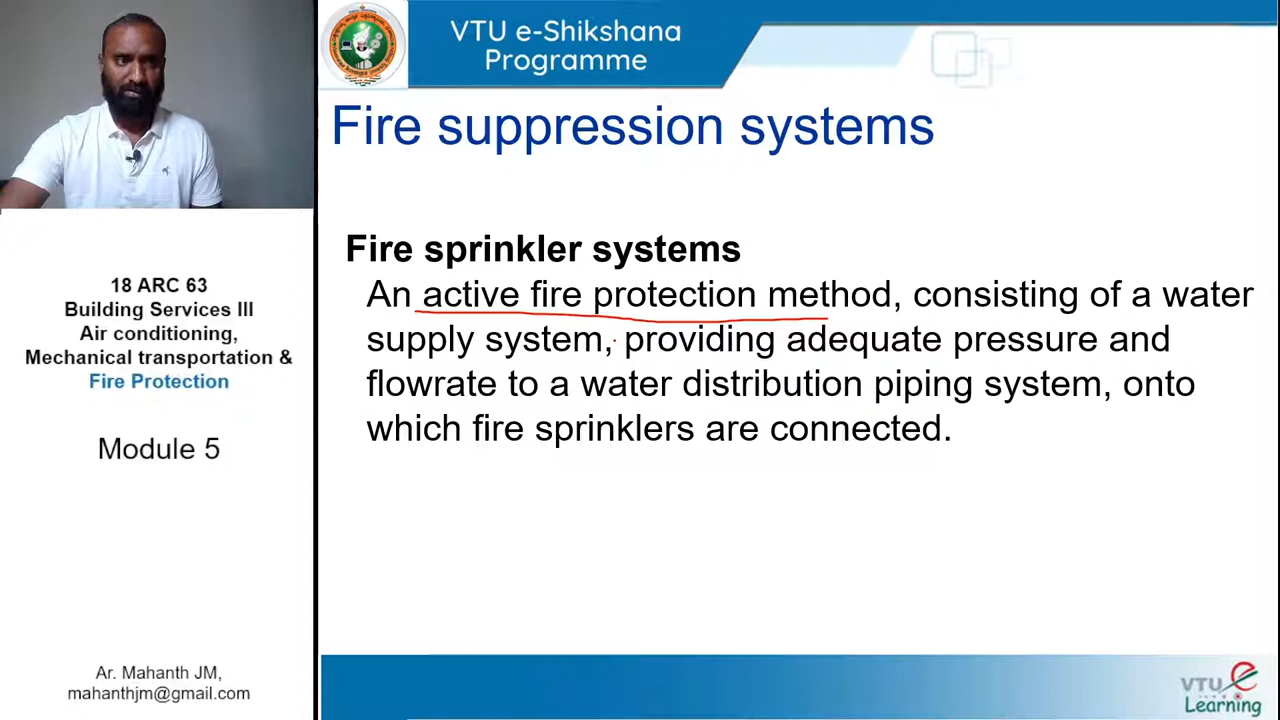 VTU e-Shikshana
Programme
Fire suppression systems
Fire sprinkler systems
An active fire protection method, consisting of a water
supply system, providing adequate pressure and
flowrate to a water distribution piping system, onto
which fire sprinklers are connected.
18 ARC 63
Building Services III
Air conditioning,
Mechanical transportation &
Fire Protection
Module 5
Ar. Mahanth JM,
mahanthjm@gmail.com
VTU e
Learning